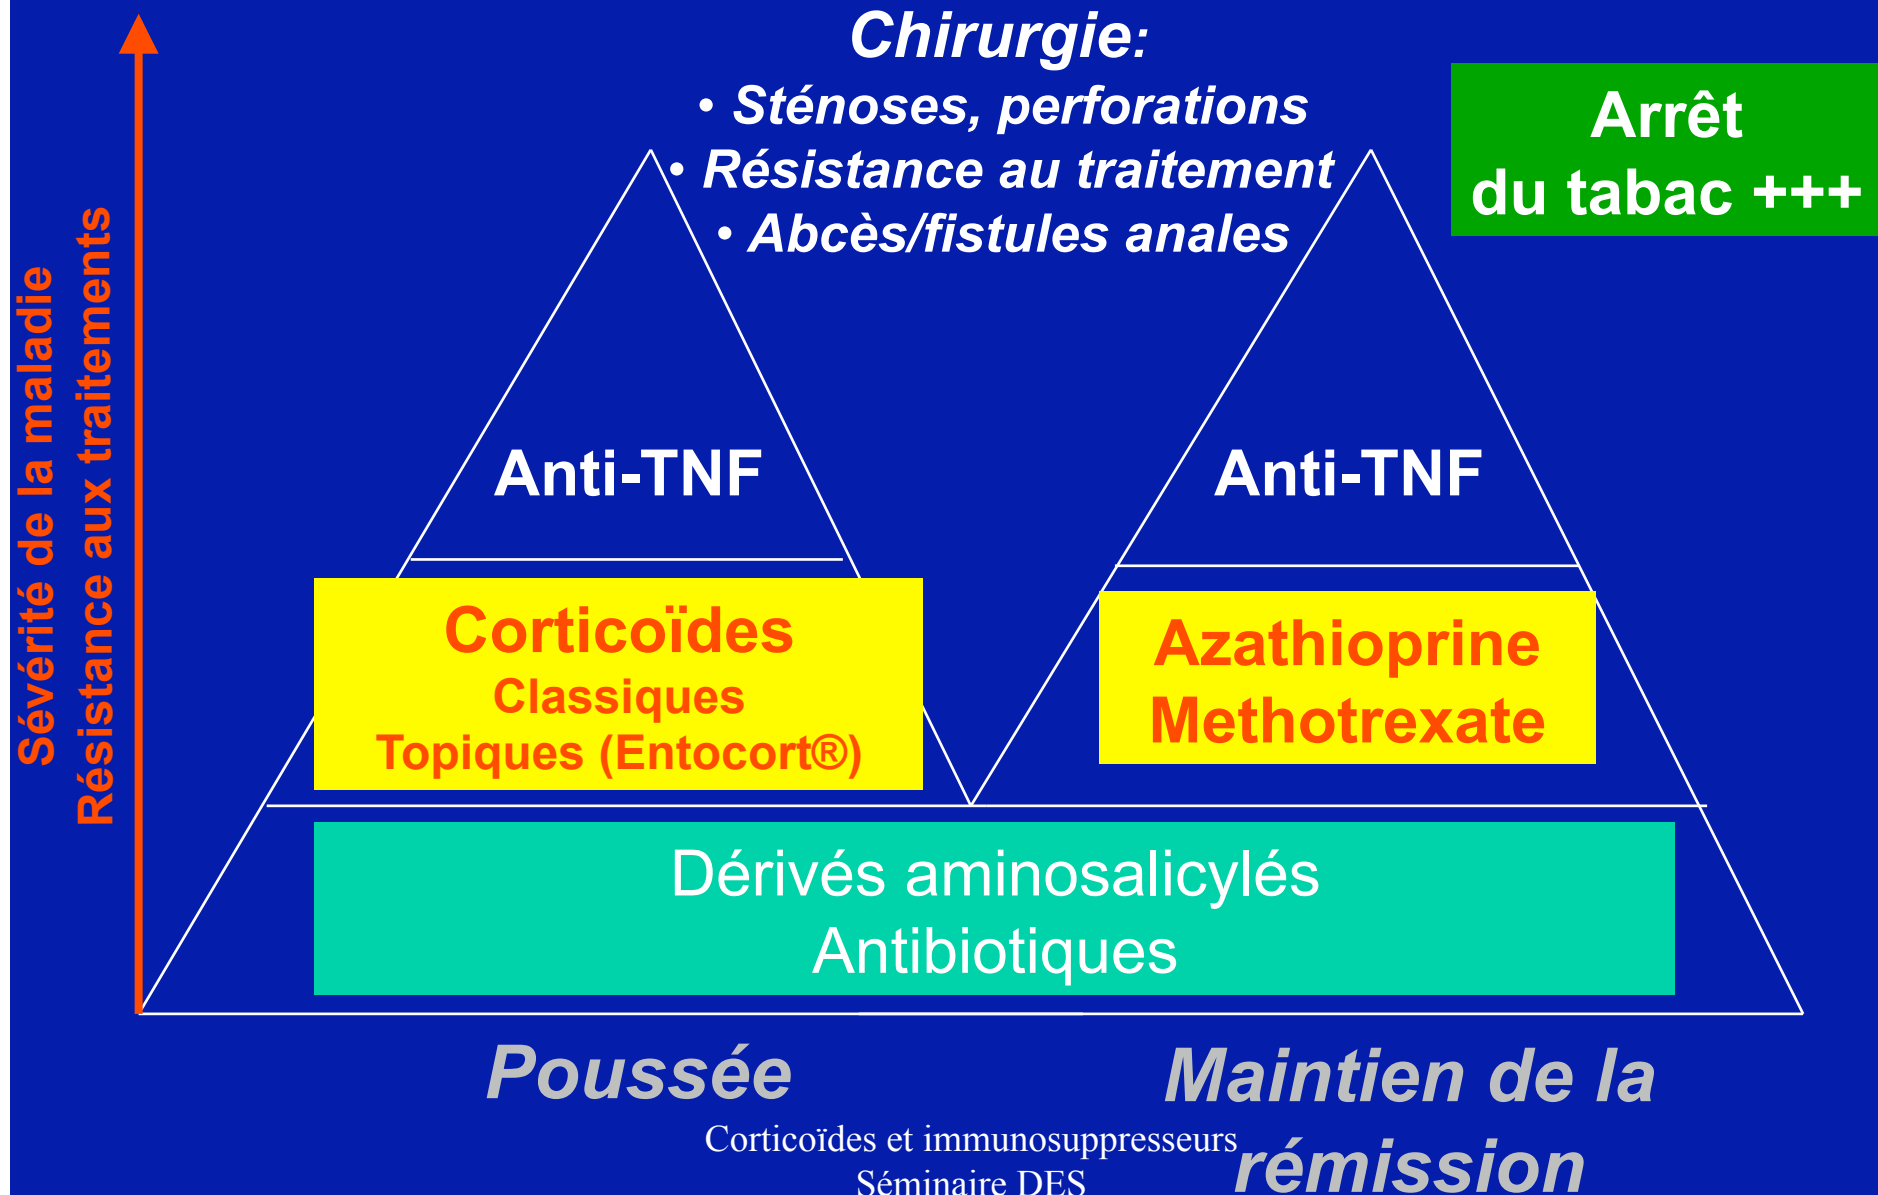 Chirurgie:
• Sténoses, perforations
• Résistance au traitement
• Abcès/fistules anales
Arrêt
du tabac +++
Sévérité de la maladie
Résistance aux traitements
Anti-TNF
Anti-TNF
Corticoïdes
Classiques
Topiques (Entocort®)
Azathioprine
Methotrexate
Dérivés aminosalicylés
Antibiotiques
Poussée
Maintien de la
rémission
Corticoïdes et immunosuppresseurs
Séminaire DES